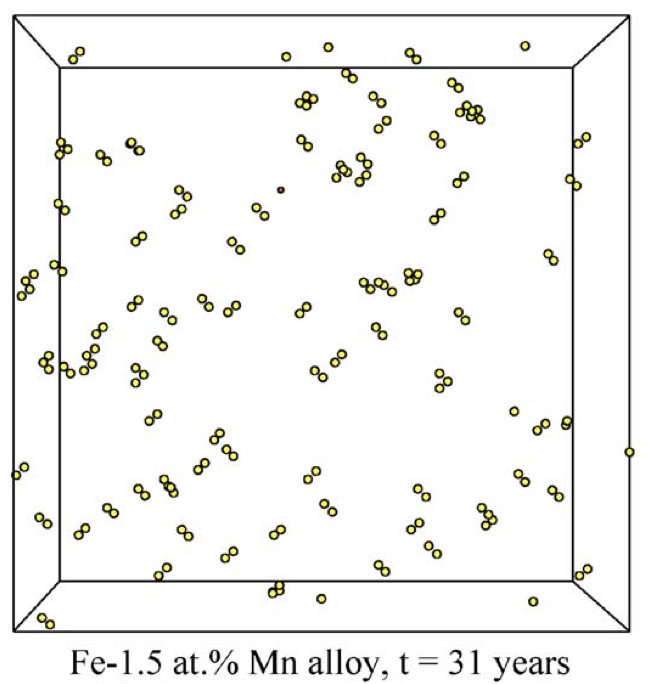 Fe-1.5 at.% Mn alloy, t = 31 years